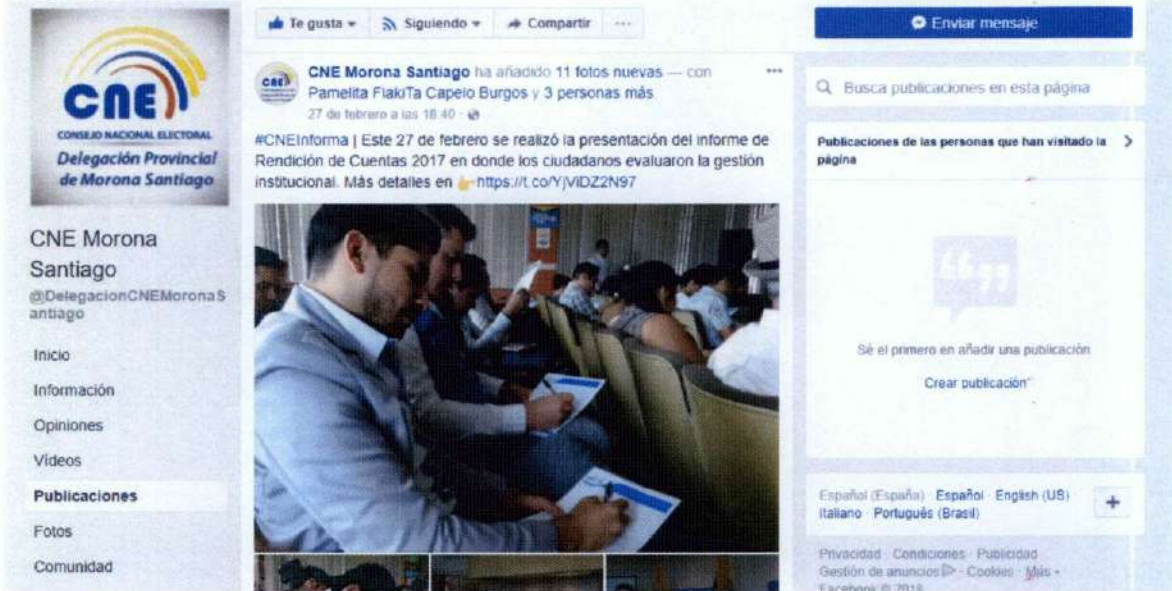 CNE
CONSEJO NACIONAL ELECTORAL
Delegación Provincial
de Morona Santiago
CNE Morona
Santiago
@DelegacionCNEMoronaS
antiago
Inicio
Información
Opiniones
Vídeos
Publicaciones
Fotos
Comunidad
Te gusta
Siguiendo
Compartir
CNE Morona Santiago ha añadido 11 fotos nuevas — con
Pamelita FlakiTa Capelo Burgos y 3 personas más
27 de febrero a las 16:40
#CNEInforma | Este 27 de febrero se realizó la presentación del informe de
Rendición de Cuentas 2017 en donde los ciudadanos evaluaron la gestión
institucional. Más detalles en 👉https://t.co/YjViDZ2N97
Enviar mensaje
Busca publicaciones en esta página
Publicaciones de las personas que han visitado la
página
Sé el primero en añadir una publicación
Crear publicación
Español (España) · Español · English (US) ·
Italiano · Português (Brasil)
Privacidad · Condiciones · Publicidad ·
Gestión de anuncios · Cookies · Más
Facebook © 2018